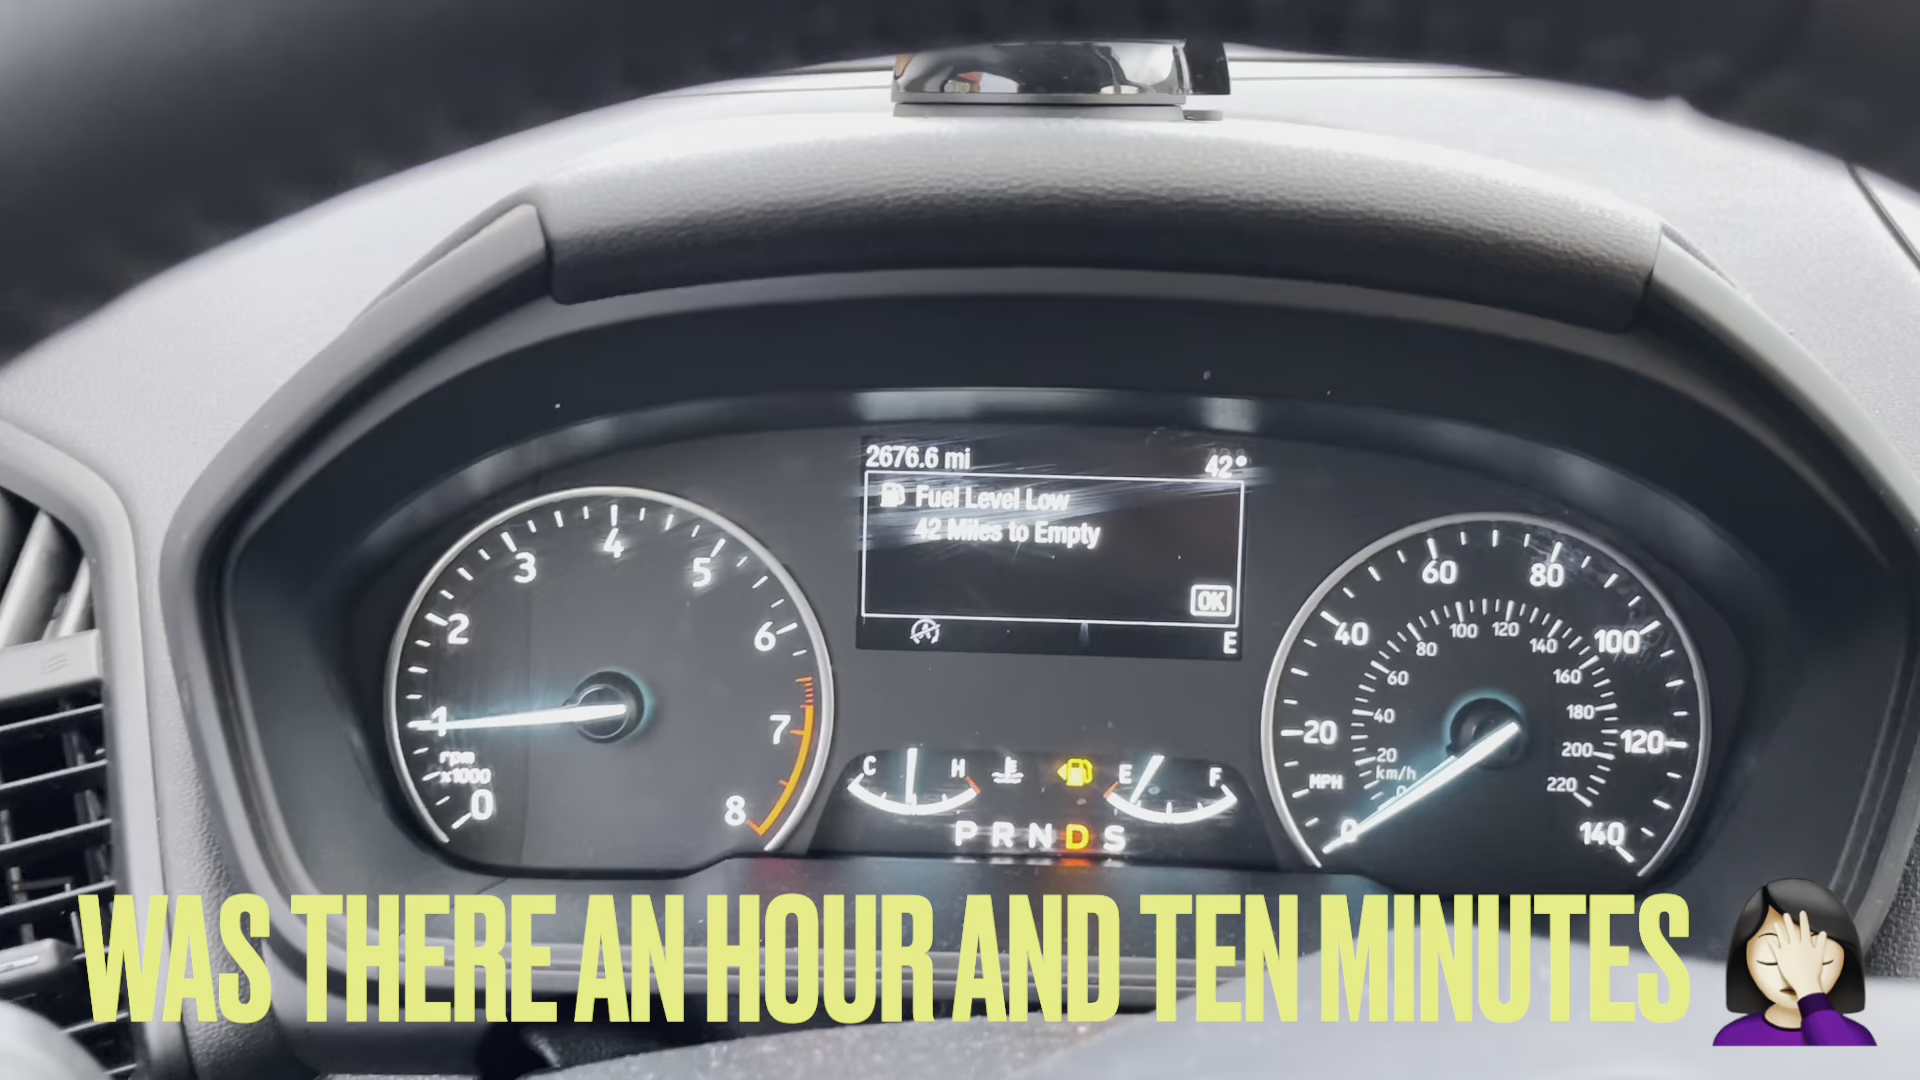 2676.6 mi
42°
Fuel Level Low
42 Miles to Empty
OK
E
0
1
2
3
4
5
6
7
8
rpm
x1000
C
H
E
F
P R N D S
0
20
40
60
80
100
120
140
MPH
km/h
0
20
40
60
80
100
120
140
160
180
200
220
WAS THERE AN HOUR AND TEN MINUTES 🤦🏻‍♀️